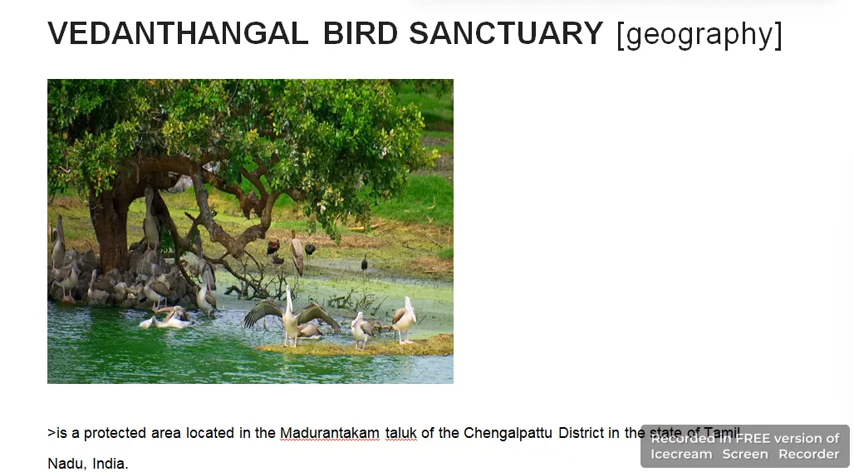 VEDANTHANGAL BIRD SANCTUARY [geography]
>is a protected area located in the Madurantakam taluk of the Chengalpattu District in the state of Tamil
Nadu, India.
Recorded in FREE version of
Icecream Screen Recorder